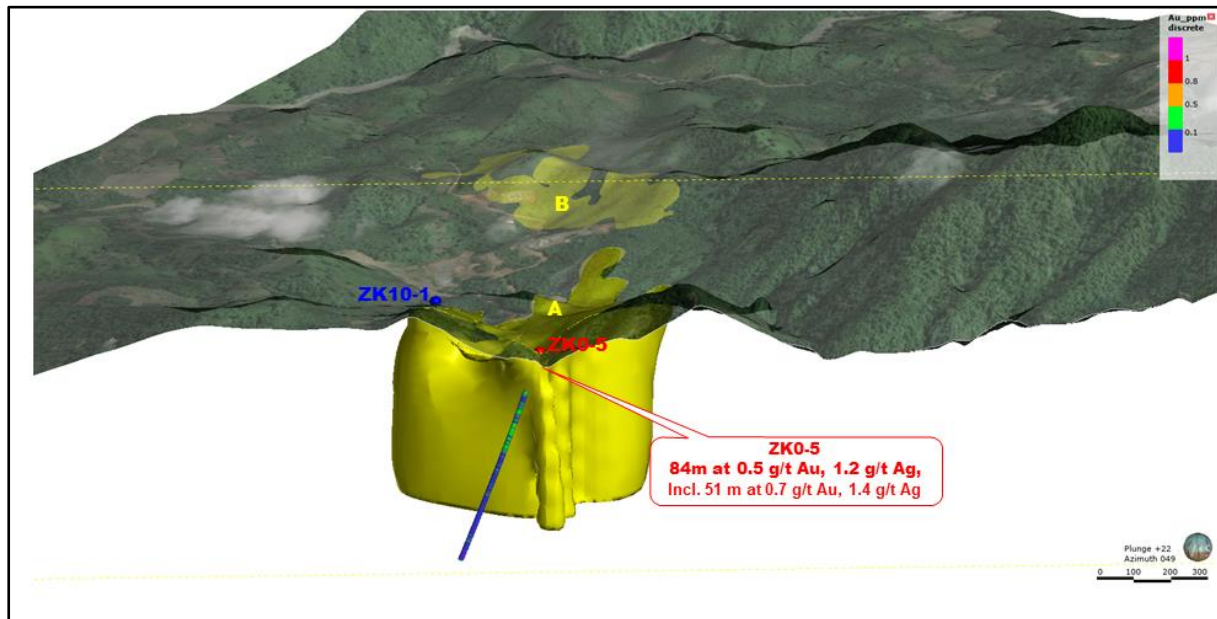 Au_ppm
discrete
1
0.8
0.5
0.1
B
ZK10-1
A
ZK0-5
ZK0-5
84m at 0.5 g/t Au, 1.2 g/t Ag,
Incl. 51 m at 0.7 g/t Au, 1.4 g/t Ag
Plunge +22
Azimuth 049
0 100 200 300